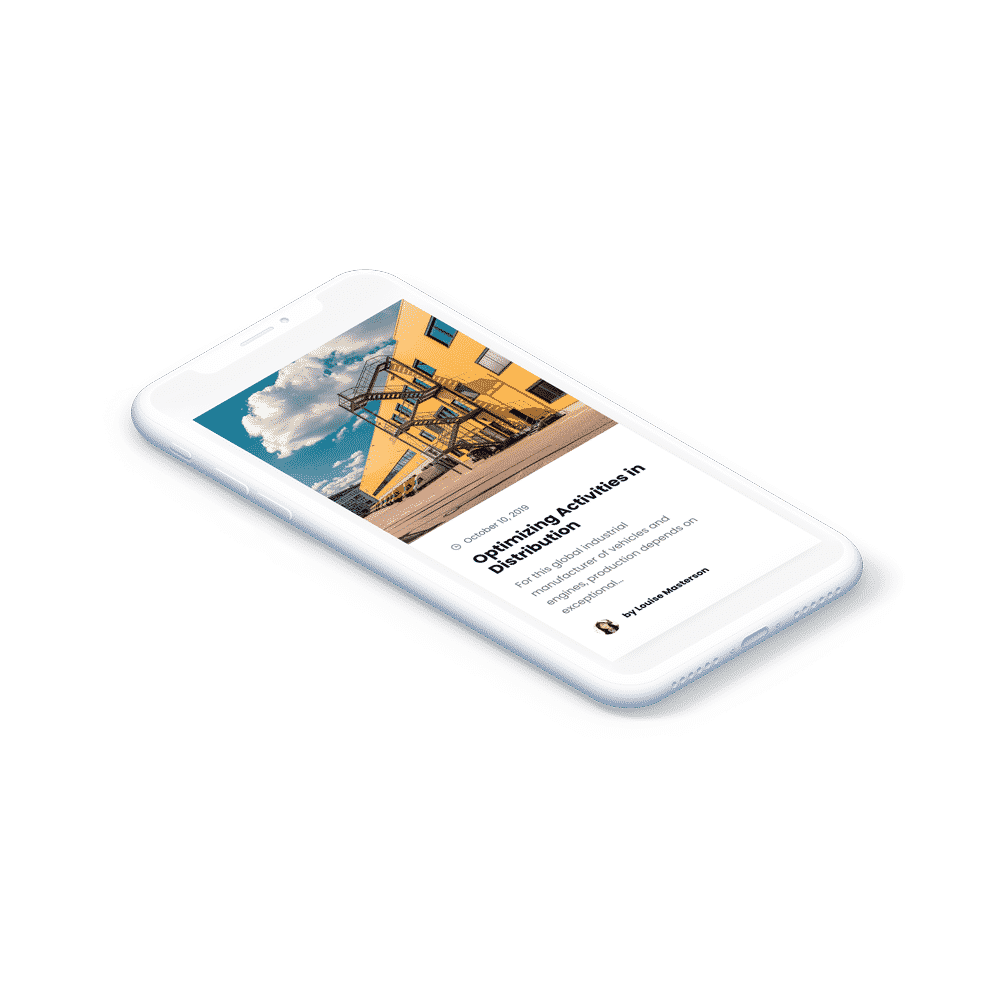 October 10, 2019
Optimizing Activities in
Distribution
For this global industrial
manufacturer of vehicles and
engines, production depends on
exceptional...
by Louise Masterson